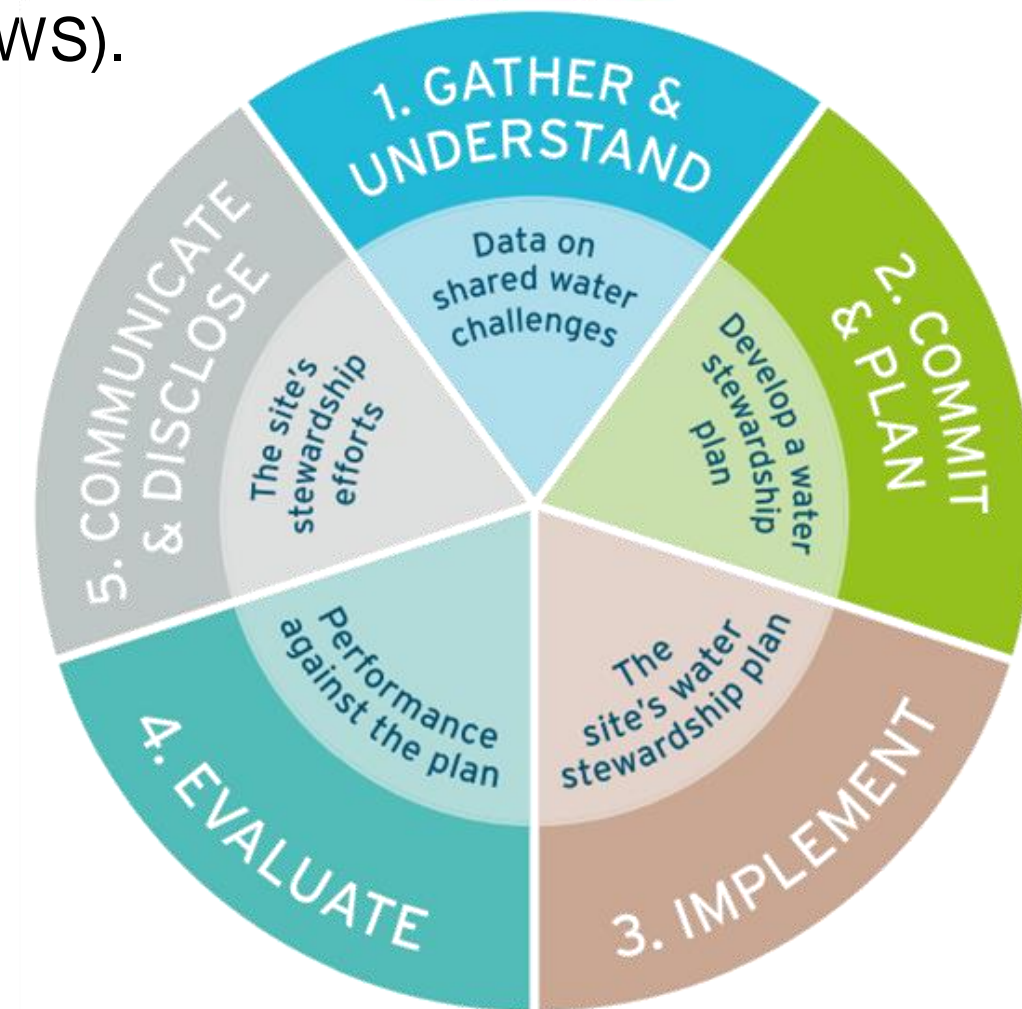 WS).
1. GATHER &
UNDERSTAND
Data on
shared water
challenges
2. COMMIT
& PLAN
Develop a water
stewardship
plan
3. IMPLEMENT
The
site's water
stewardship plan
4. EVALUATE
Performance
against the plan
5. COMMUNICATE
& DISCLOSE
The site's
stewardship
efforts